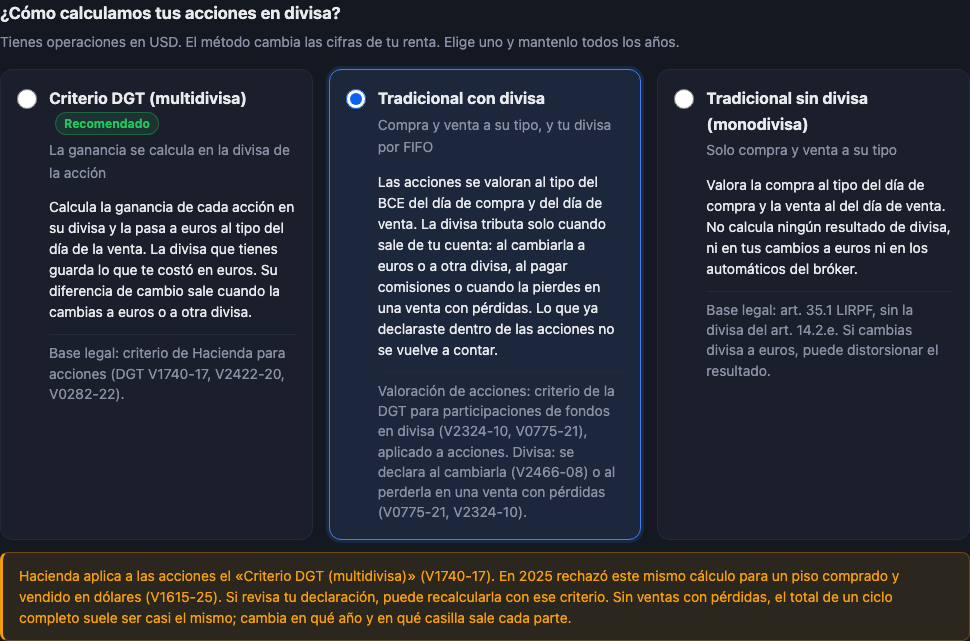 ¿Cómo calculamos tus acciones en divisa?
Tienes operaciones en USD. El método cambia las cifras de tu renta. Elige uno y mantenlo todos los años.
Criterio DGT (multidivisa)
Recomendado
La ganancia se calcula en la divisa de
la acción
Calcula la ganancia de cada acción en
su divisa y la pasa a euros al tipo del
día de la venta. La divisa que tienes
guarda lo que te costó en euros. Su
diferencia de cambio sale cuando la
cambias a euros o a otra divisa.
Base legal: criterio de Hacienda para
acciones (DGT V1740-17, V2422-20,
V0282-22).
Tradicional con divisa
Compra y venta a su tipo, y tu divisa
por FIFO
Las acciones se valoran al tipo del
BCE del día de compra y del día de
venta. La divisa tributa solo cuando
sale de tu cuenta: al cambiarla a
euros o a otra divisa, al pagar
comisiones o cuando la pierdes en
una venta con pérdidas. Lo que ya
declaraste dentro de las acciones no
se vuelve a contar.
Valoración de acciones: criterio de la
DGT para participaciones de fondos
en divisa (V2324-10, V0775-21),
aplicado a acciones. Divisa: se
declara al cambiarla (V2466-08) o al
perderla en una venta con pérdidas
(V0775-21, V2324-10).
Tradicional sin divisa
(monodivisa)
Solo compra y venta a su tipo
Valora la compra al tipo del día de
compra y la venta al del día de venta.
No calcula ningún resultado de divisa,
ni en tus cambios a euros ni en los
automáticos del bróker.
Base legal: art. 35.1 LIRPF, sin la
divisa del art. 14.2.e. Si cambias
divisa a euros, puede distorsionar el
resultado.
Hacienda aplica a las acciones el «Criterio DGT (multidivisa)» (V1740-17). En 2025 rechazó este mismo cálculo para un piso comprado y
vendido en dólares (V1615-25). Si revisa tu declaración, puede recalcularla con ese criterio. Sin ventas con pérdidas, el total de un ciclo
completo suele ser casi el mismo; cambia en qué año y en qué casilla sale cada parte.